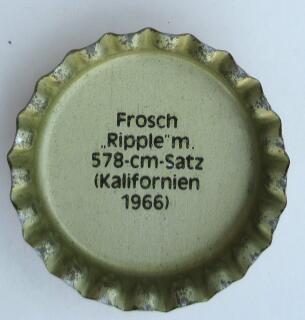 Frosch
„Ripple“ m.
578-cm-Satz
(Kalifornien
1966)